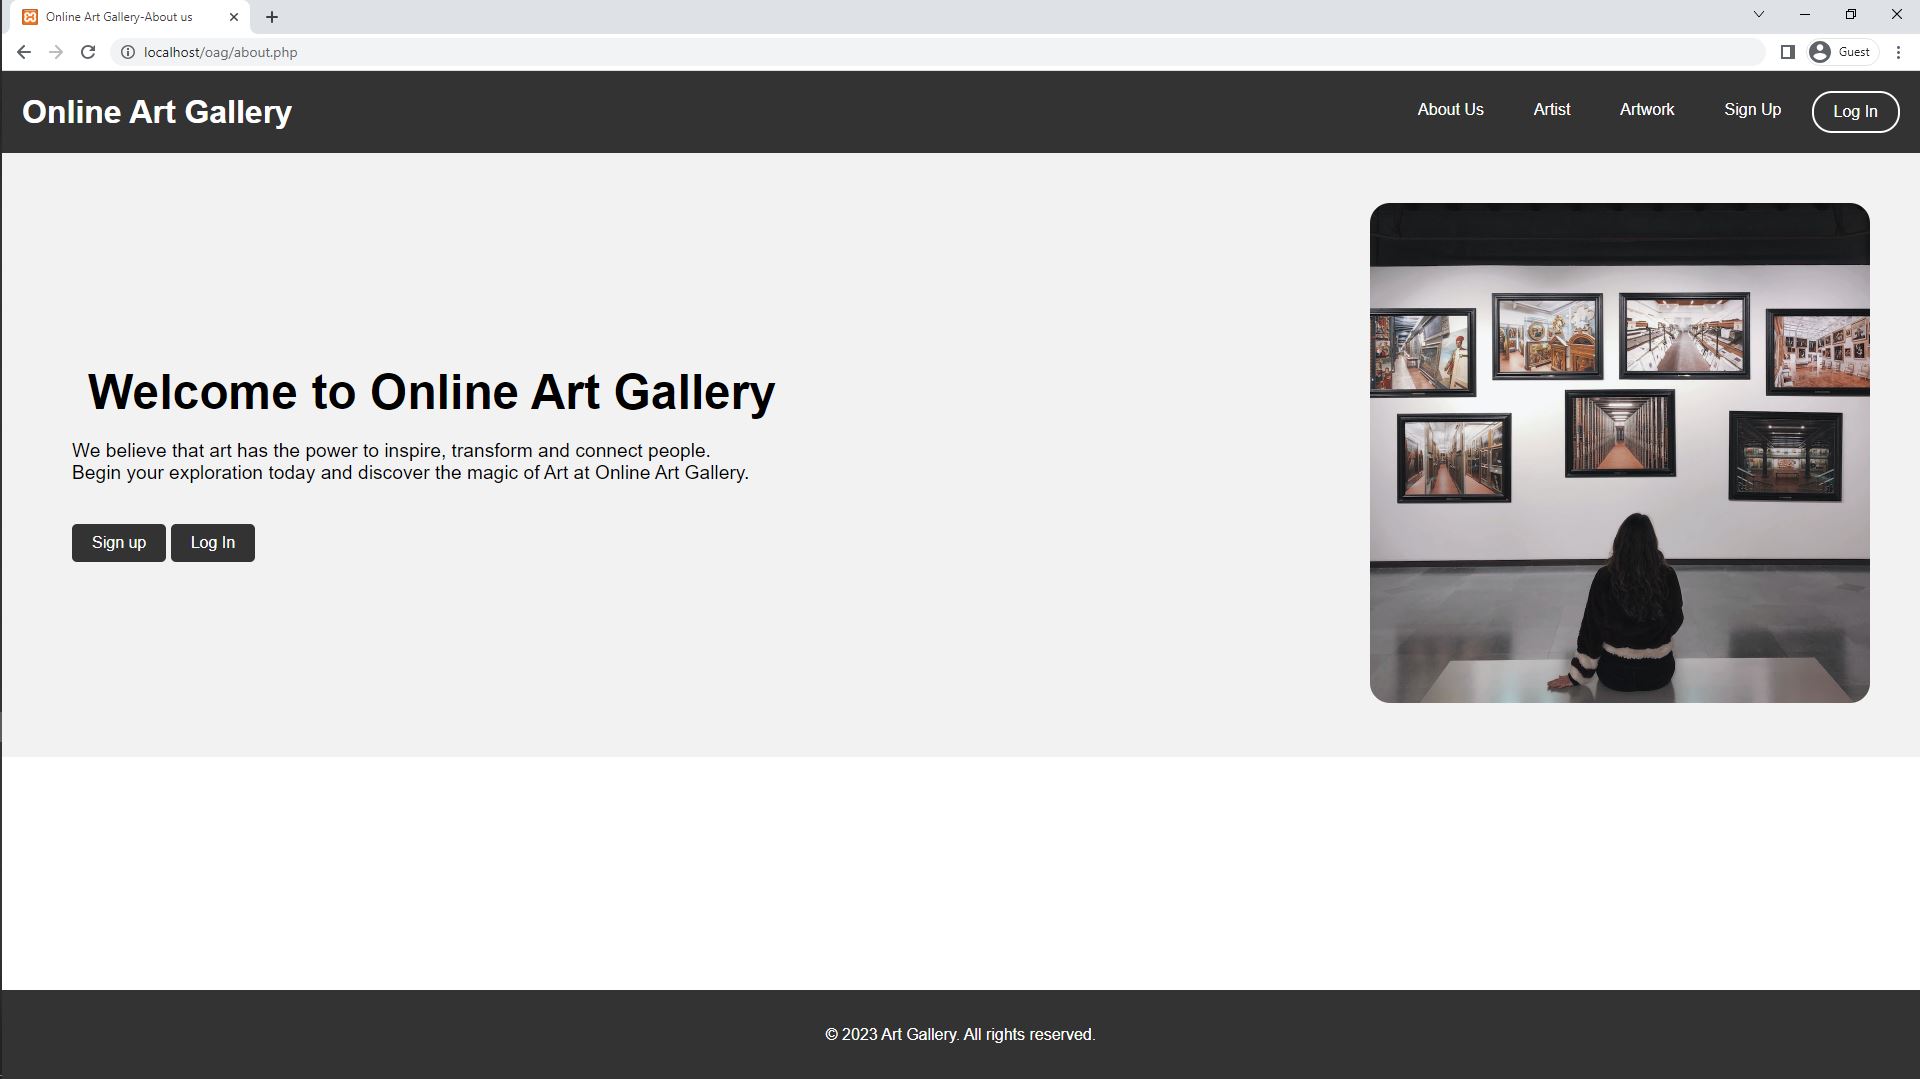 Online Art Gallery-About us
localhost/oag/about.php
Guest
Online Art Gallery
About Us
Artist
Artwork
Sign Up
Log In
Welcome to Online Art Gallery
We believe that art has the power to inspire, transform and connect people.
Begin your exploration today and discover the magic of Art at Online Art Gallery.
Sign up
Log In
© 2023 Art Gallery. All rights reserved.